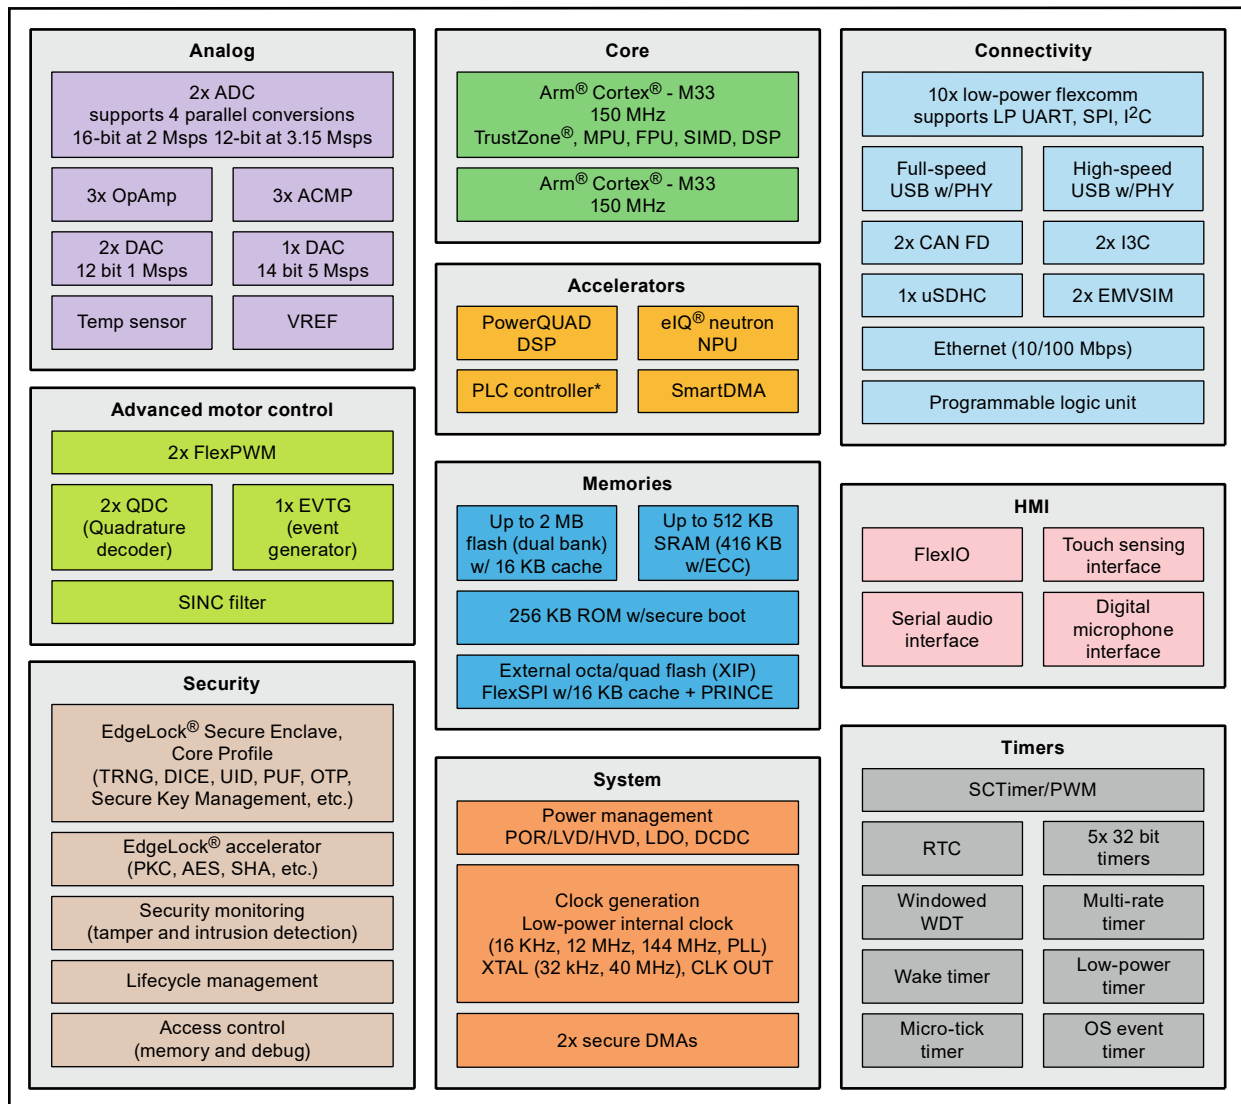 Analog
2x ADC
supports 4 parallel conversions
16-bit at 2 Msps 12-bit at 3.15 Msps
3x OpAmp
3x ACMP
2x DAC
12 bit 1 Msps
1x DAC
14 bit 5 Msps
Temp sensor
VREF
Advanced motor control
2x FlexPWM
2x QDC
(Quadrature
decoder)
1x EVTG
(event
generator)
SINC filter
Security
EdgeLock® Secure Enclave,
Core Profile
(TRNG, DICE, UID, PUF, OTP,
Secure Key Management, etc.)
EdgeLock® accelerator
(PKC, AES, SHA, etc.)
Security monitoring
(tamper and intrusion detection)
Lifecycle management
Access control
(memory and debug)
Core
Arm® Cortex® - M33
150 MHz
TrustZone®, MPU, FPU, SIMD, DSP
Arm® Cortex® - M33
150 MHz
Accelerators
PowerQUAD
DSP
eIQ® neutron
NPU
PLC controller*
SmartDMA
Memories
Up to 2 MB
flash (dual bank)
w/ 16 KB cache
Up to 512 KB
SRAM (416 KB
w/ECC)
256 KB ROM w/secure boot
External octa/quad flash (XIP)
FlexSPI w/16 KB cache + PRINCE
System
Power management
POR/LVD/HVD, LDO, DCDC
Clock generation
Low-power internal clock
(16 KHz, 12 MHz, 144 MHz, PLL)
XTAL (32 kHz, 40 MHz), CLK OUT
2x secure DMAs
Connectivity
10x low-power flexcomm
supports LP UART, SPI, I²C
Full-speed
USB w/PHY
High-speed
USB w/PHY
2x CAN FD
2x I3C
1x uSDHC
2x EMVSIM
Ethernet (10/100 Mbps)
Programmable logic unit
HMI
FlexIO
Touch sensing
interface
Serial audio
interface
Digital
microphone
interface
Timers
SCTimer/PWM
RTC
5x 32 bit
timers
Windowed
WDT
Multi-rate
timer
Wake timer
Low-power
timer
Micro-tick
timer
OS event
timer